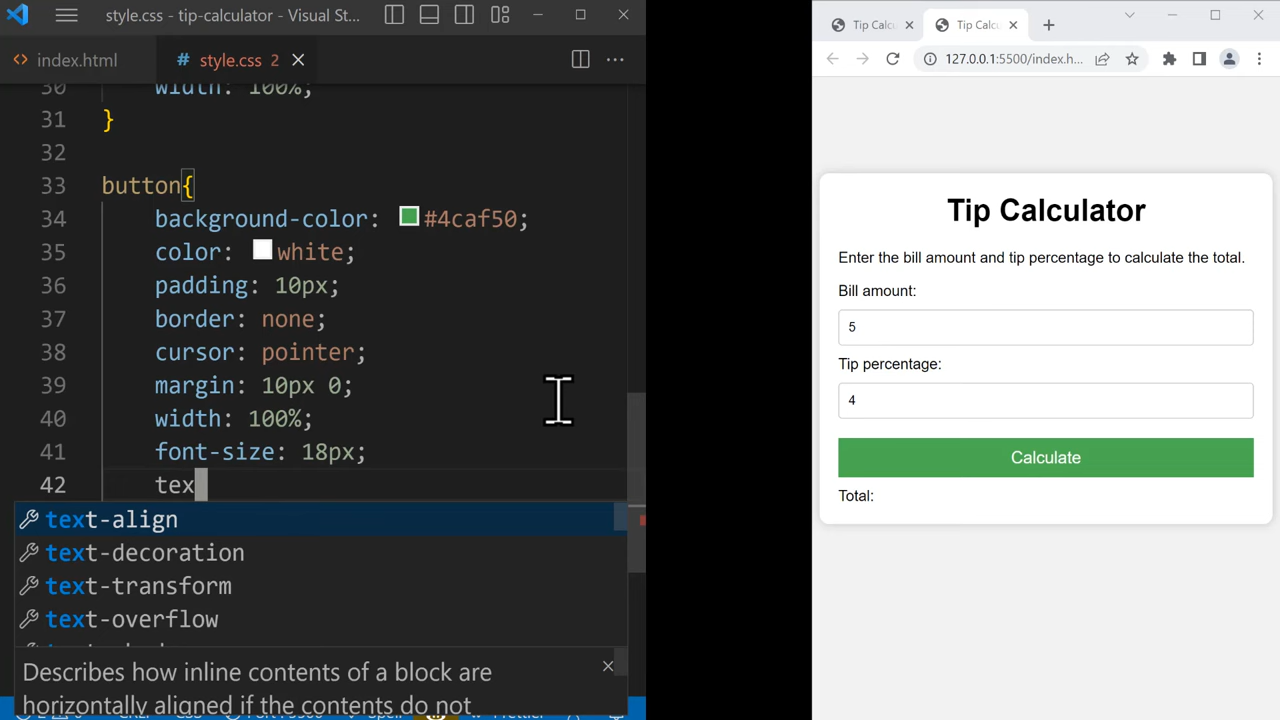 style.css - tip-calculator - Visual St...
index.html
style.css 2
30 width: 100%;
31 }
32
33 button{
34 background-color: #4caf50;
35 color: white;
36 padding: 10px;
37 border: none;
38 cursor: pointer;
39 margin: 10px 0;
40 width: 100%;
41 font-size: 18px;
42 tex
text-align
text-decoration
text-transform
text-overflow
Describes how inline contents of a block are
horizontally aligned if the contents do not
Tip Calcu
Tip Calcu
127.0.0.1:5500/index.h...
Tip Calculator
Enter the bill amount and tip percentage to calculate the total.
Bill amount:
5
Tip percentage:
4
Calculate
Total: